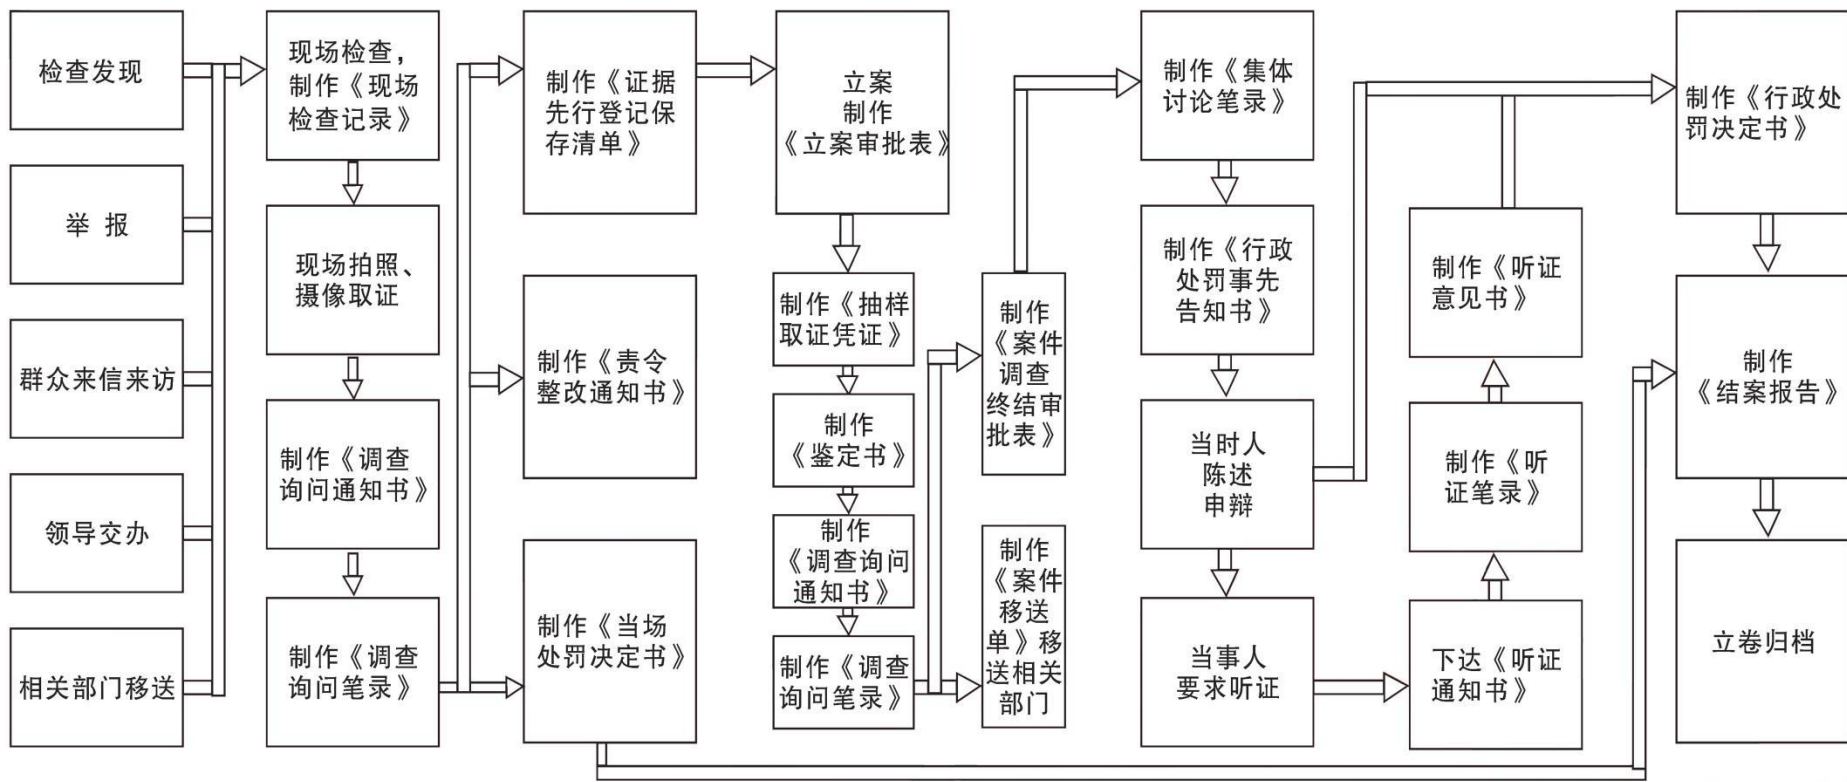 检查发现
举 报
群众来信来访
领导交办
相关部门移送
现场检查，
制作《现场
检查记录》
现场拍照、
摄像取证
制作《调查
询问通知书》
制作《调查
询问笔录》
制作《证据
先行登记保
存清单》
制作《责令
整改通知书》
制作《当场
处罚决定书》
立案
制作
《立案审批表》
制作《抽样
取证凭证》
制作
《鉴定书》
制作
《调查询问
通知书》
制作《调查
询问笔录》
制作
《案件
调查
终结审
批表》
制作
《案件
移送
单》移
送相关
部门
制作《集体
讨论笔录》
制作《行政
处罚事先
告知书》
当时人
陈述
申辩
当事人
要求听证
制作《听证
意见书》
制作《听
证笔录》
下达《听证
通知书》
制作《行政处
罚决定书》
制作
《结案报告》
立卷归档